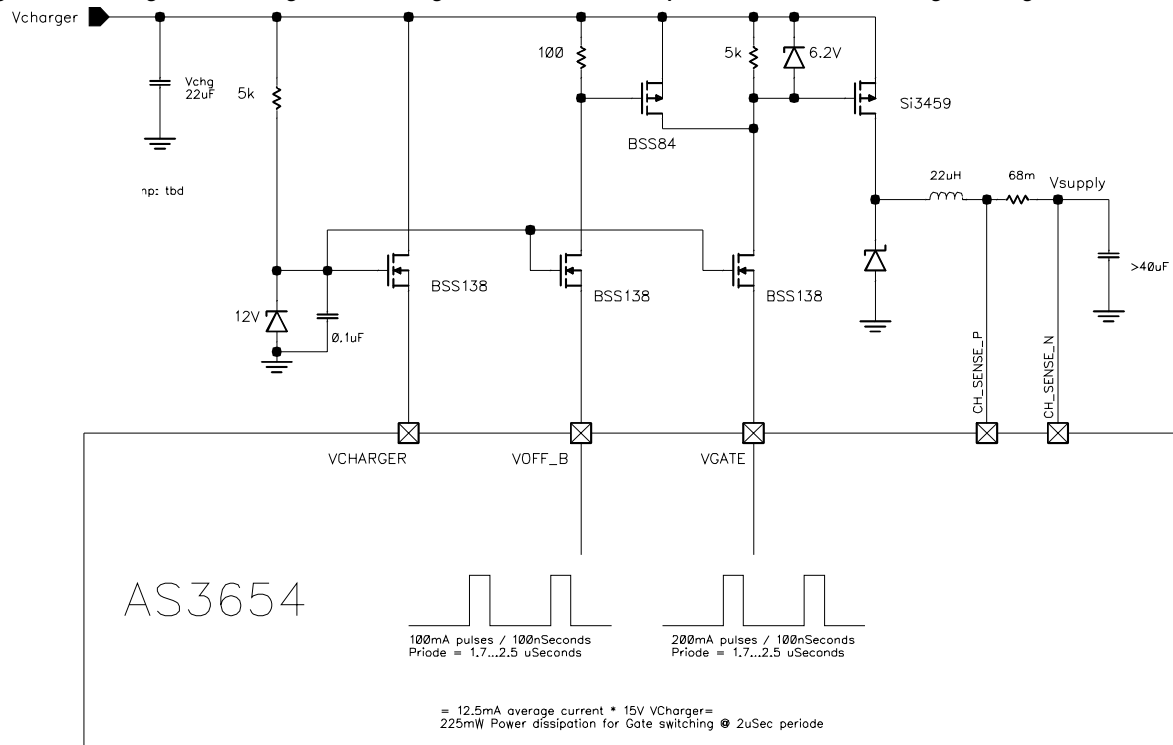 Vcharger
Vchg
22uF
5k
100
5k
6.2V
Si3459
BSS84
np: tbd
22uH
68m
Vsupply
>40uF
BSS138
BSS138
BSS138
12V
0.1uF
CH_SENSE_P
CH_SENSE_N
VCHARGER
VOFF_B
VGATE
AS3654
100mA pulses / 100nSeconds
Priode = 1.7...2.5 uSeconds
200mA pulses / 100nSeconds
Priode = 1.7...2.5 uSeconds
= 12.5mA average current * 15V VCharger=
225mW Power dissipation for Gate switching @ 2uSec periode